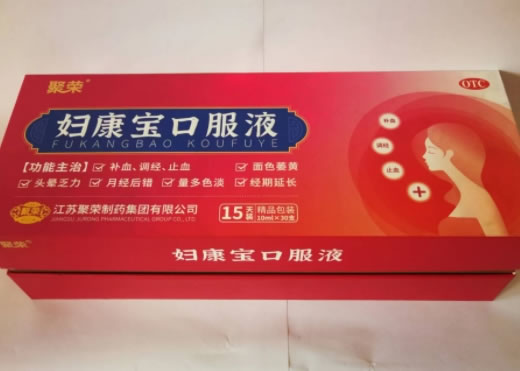 聚荣®
OTC
妇康宝口服液
FUKANGBAO KOUFUYE
【功能主治】 补血、调经、止血 面色萎黄
头晕乏力 月经后错 量多色淡 经期延长
补血
调经
止血
聚荣
江苏聚荣制药集团有限公司
JIANGSU JURONG PHARMACEUTICAL GROUP CO., LTD.
15天装 精品包装
10ml×30支
聚荣®
妇康宝口服液